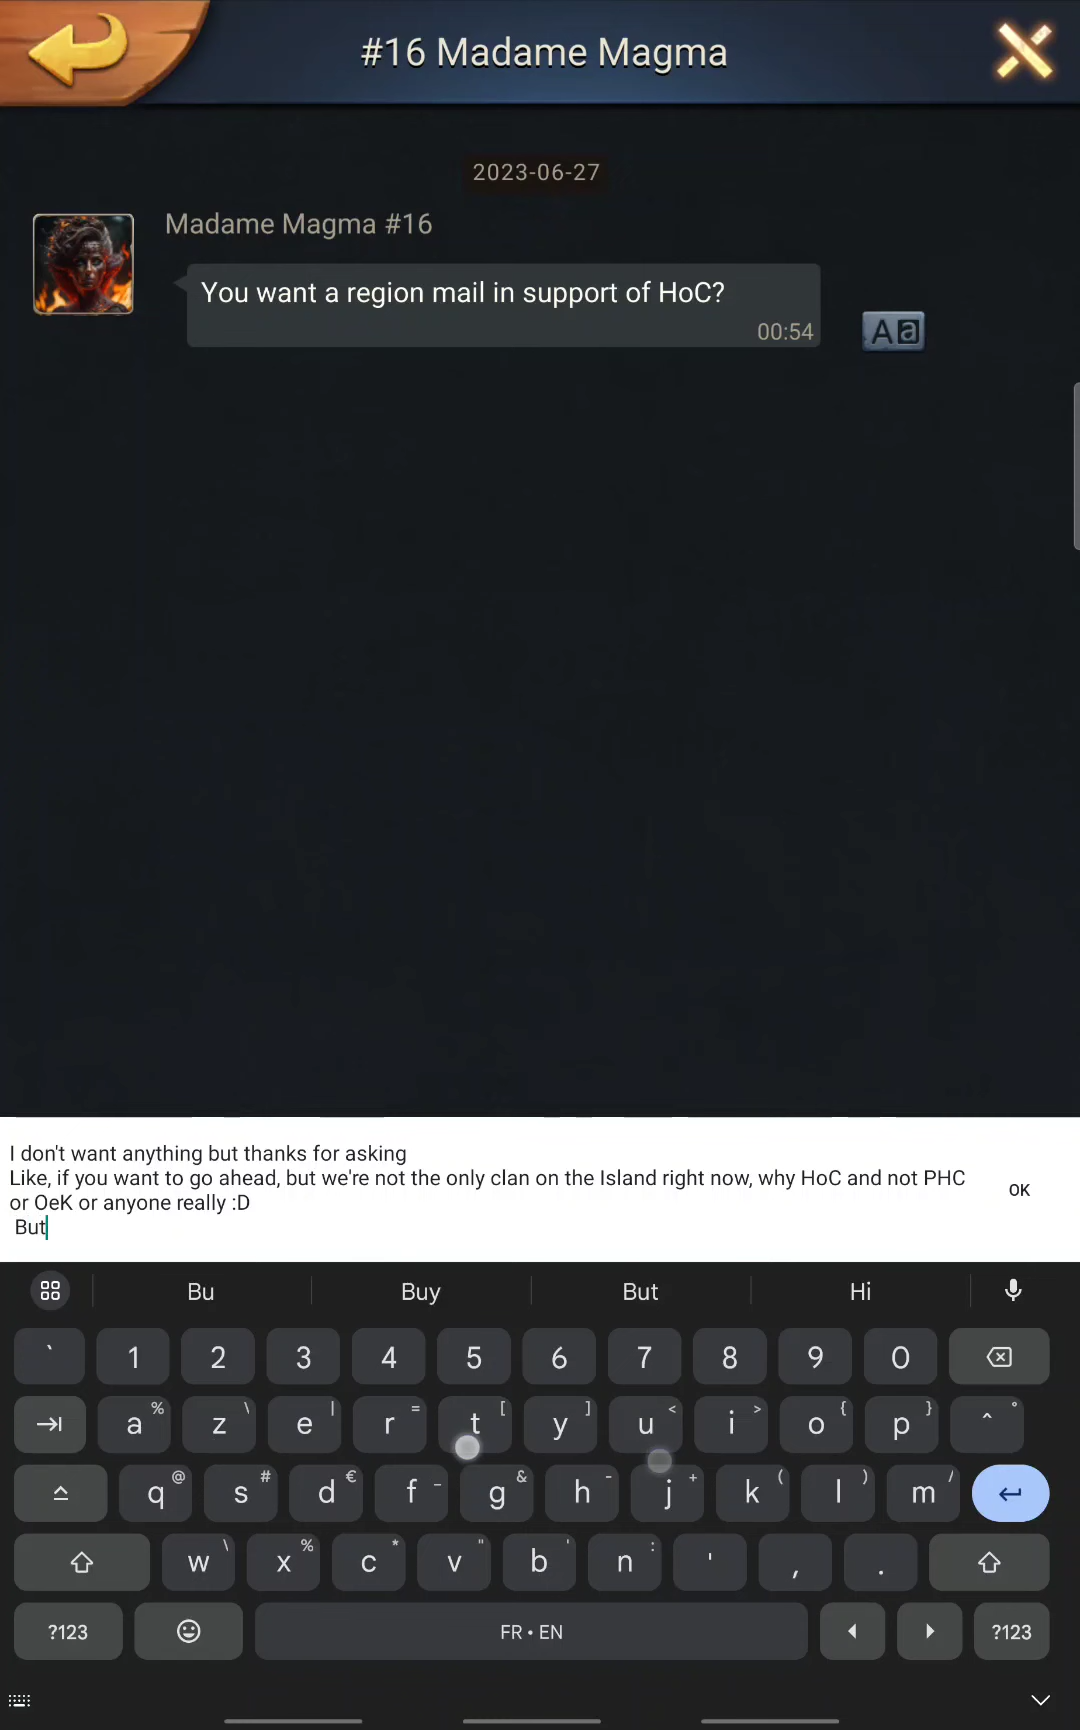 #16 Madame Magma
2023-06-27
Madame Magma #16
You want a region mail in support of HoC?
00:54
Aa
I don't want anything but thanks for asking
Like, if you want to go ahead, but we're not the only clan on the Island right now, why HoC and not PHC
or OeK or anyone really :D
But
OK
Bu Buy But Hi
` 1 2 3 4 5 6 7 8 9 0
a % z \ e | r = t [ y ] u < i > o { p } ^ °
q @ s # d € f _ g & h - j + k ( l ) m /
w \ x % c * v " b ' n : ' , .
?123 FR • EN ?123